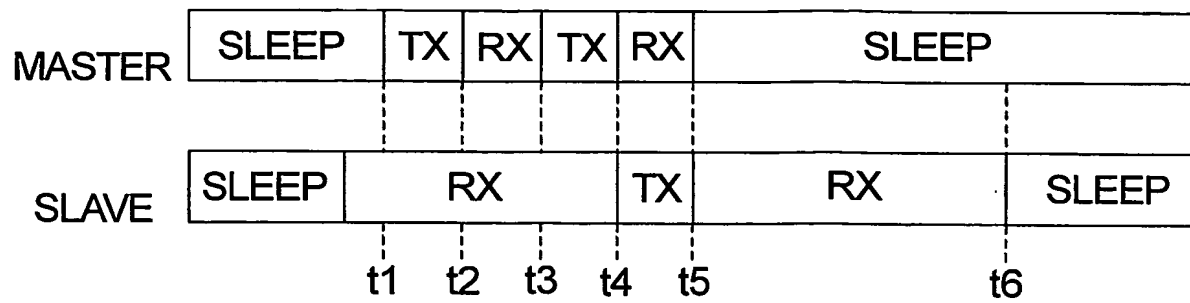 MASTER SLEEP TX RX TX RX SLEEP
SLAVE SLEEP RX TX RX SLEEP
t1 t2 t3 t4 t5 t6